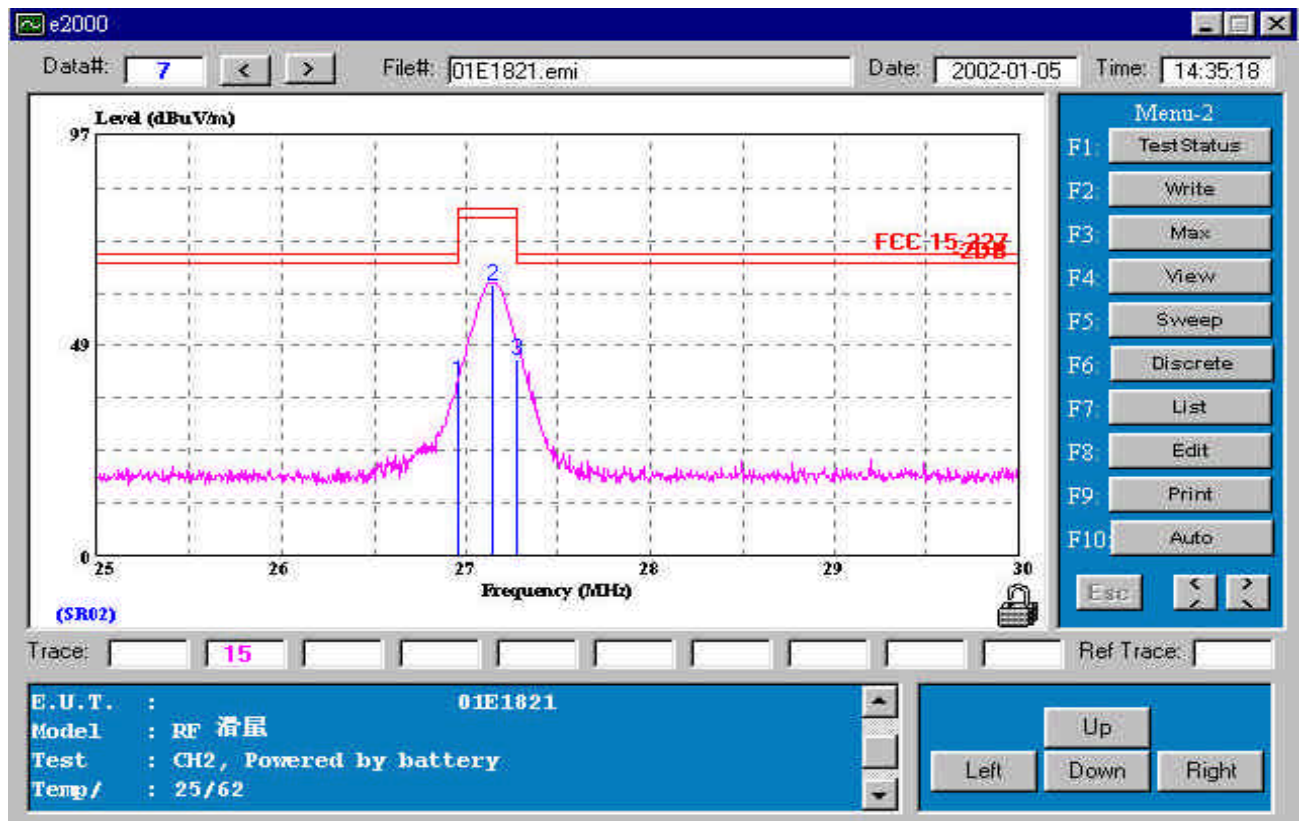 e2000
Data#: 7 < > File#: 01E1821.emi Date: 2002-01-05 Time: 14:35:18
Level (dBuV/m)
97
49
0
FCC 15.227
-2DB
1
2
3
25 26 27 28 29 30
Frequency (MHz)
(SR02)
Menu-2
F1: Test Status
F2: Write
F3: Max
F4: View
F5: Sweep
F6: Discrete
F7: List
F8: Edit
F9: Print
F10: Auto
Esc
Trace: 15 Ref Trace:
E.U.T. : 01E1821
Model : RF 滑鼠
Test : CH2, Powered by battery
Temp/ : 25/62
Up
Left Down Right